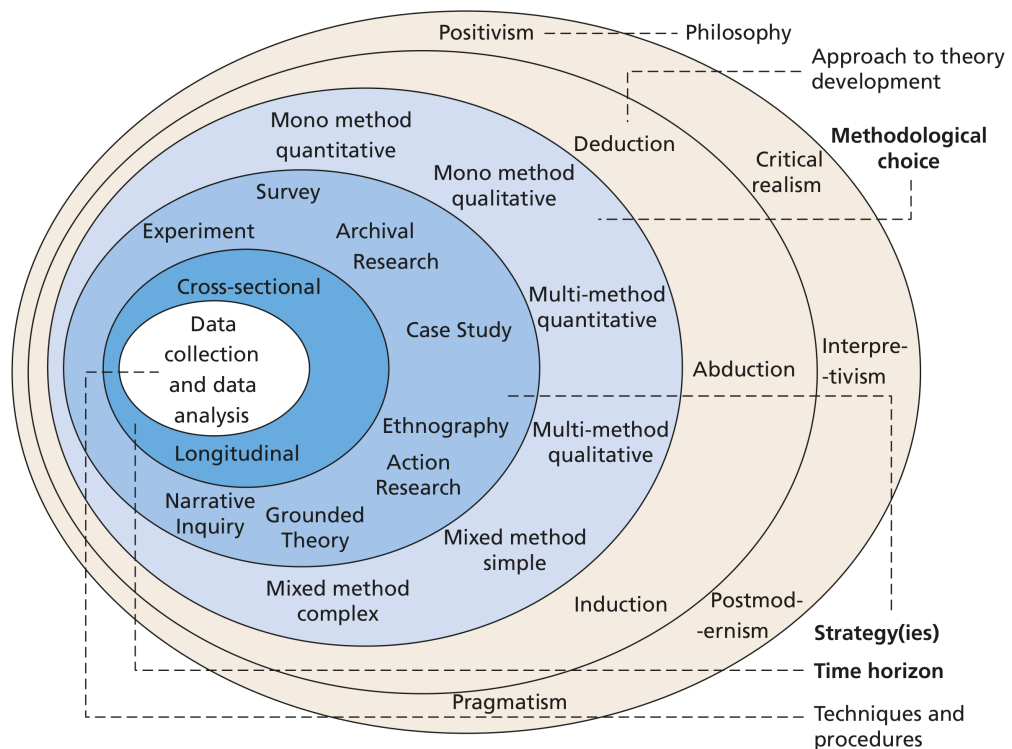 Positivism
Philosophy
Approach to theory
development
Methodological
choice
Mono method
quantitative
Deduction
Critical
realism
Mono method
qualitative
Survey
Experiment
Archival
Research
Cross-sectional
Multi-method
quantitative
Data
collection
and data
analysis
Case Study
Abduction
Interpre-
-tivism
Ethnography
Multi-method
qualitative
Longitudinal
Action
Research
Narrative
Inquiry
Grounded
Theory
Mixed method
simple
Mixed method
complex
Induction
Postmod-
-ernism
Strategy(ies)
Time horizon
Pragmatism
Techniques and
procedures